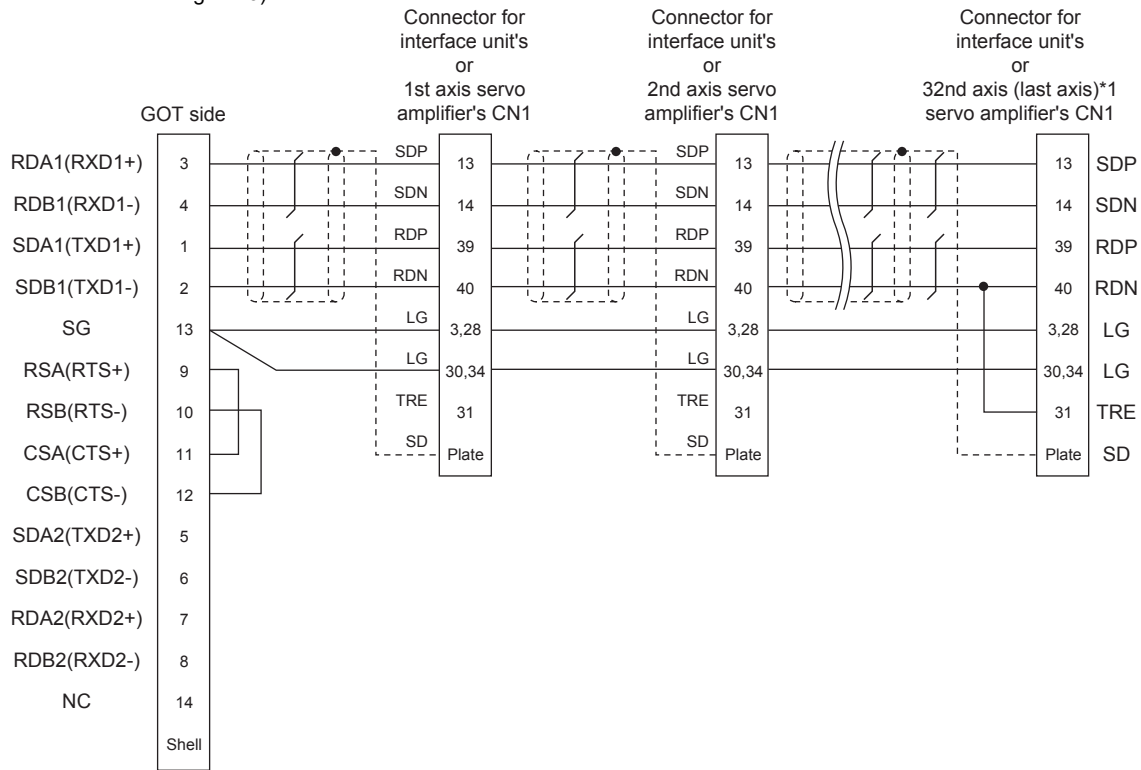 Connector for
interface unit's
or
1st axis servo
amplifier's CN1
Connector for
interface unit's
or
2nd axis servo
amplifier's CN1
Connector for
interface unit's
or
32nd axis (last axis)*1
servo amplifier's CN1
GOT side
RDA1(RXD1+) 3 SDP 13 SDP 13 13 SDP
RDB1(RXD1-) 4 SDN 14 SDN 14 14 SDN
SDA1(TXD1+) 1 RDP 39 RDP 39 39 RDP
SDB1(TXD1-) 2 RDN 40 RDN 40 40 RDN
SG 13 LG 3,28 LG 3,28 3,28 LG
RSA(RTS+) 9 LG 30,34 LG 30,34 30,34 LG
RSB(RTS-) 10 TRE 31 TRE 31 31 TRE
CSA(CTS+) 11 SD Plate SD Plate Plate SD
CSB(CTS-) 12
SDA2(TXD2+) 5
SDB2(TXD2-) 6
RDA2(RXD2+) 7
RDB2(RXD2-) 8
NC 14
Shell